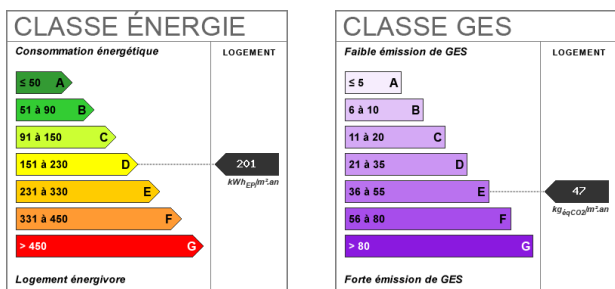 CLASSE ÉNERGIE
Consommation énergétique
LOGEMENT
≤ 50 A
51 à 90 B
91 à 150 C
151 à 230 D
201
kWhEP/m².an
231 à 330 E
331 à 450 F
> 450 G
Logement énergivore
CLASSE GES
Faible émission de GES
LOGEMENT
≤ 5 A
6 à 10 B
11 à 20 C
21 à 35 D
36 à 55 E
47
kgéqCO2/m².an
56 à 80 F
> 80 G
Forte émission de GES